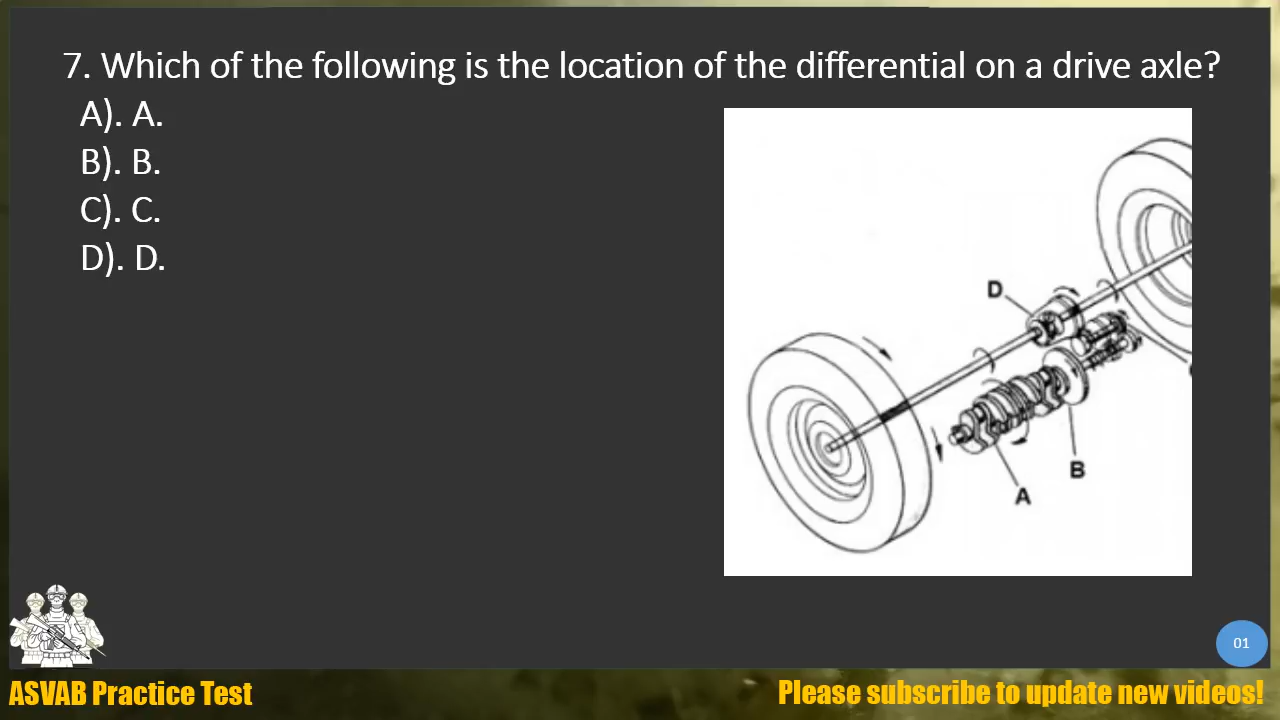 7. Which of the following is the location of the differential on a drive axle?
A). A.
B). B.
C). C.
D). D.
D
B
A
01
ASVAB Practice Test
Please subscribe to update new videos!